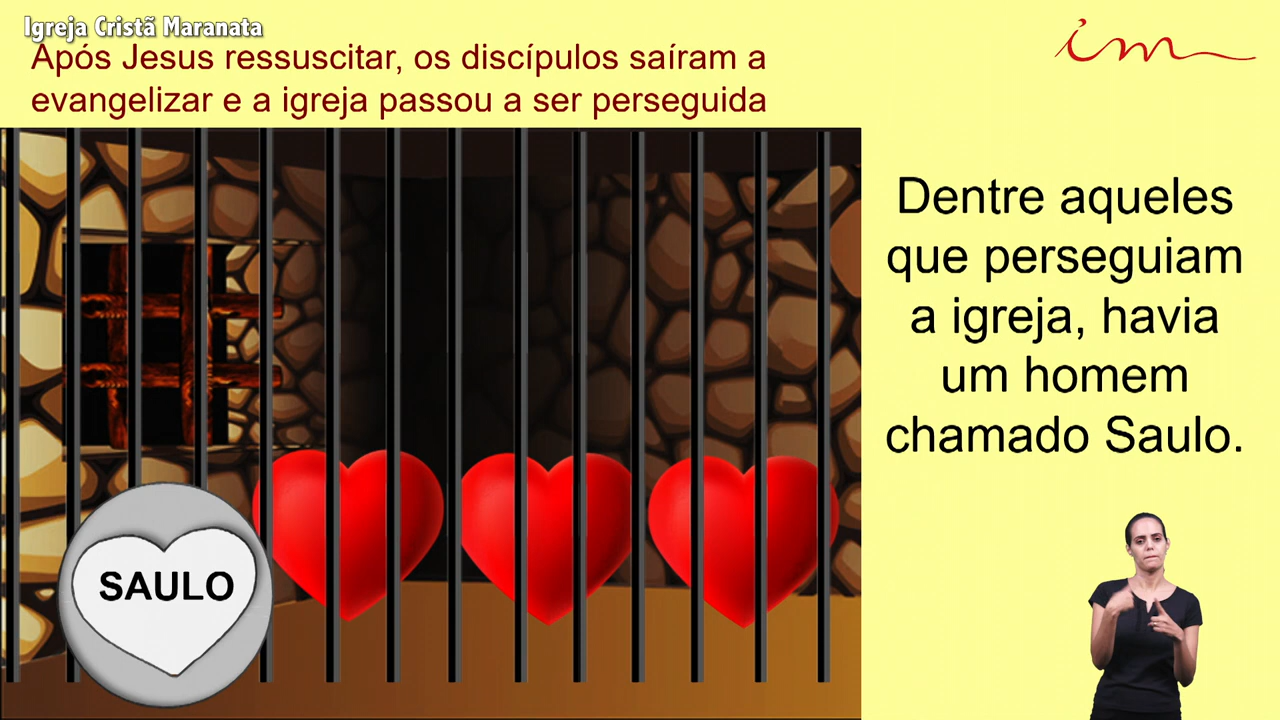 Igreja Cristã Maranata
Após Jesus ressuscitar, os discípulos saíram a
evangelizar e a igreja passou a ser perseguida
im
Dentre aqueles
que perseguiam
a igreja, havia
um homem
chamado Saulo.
SAULO